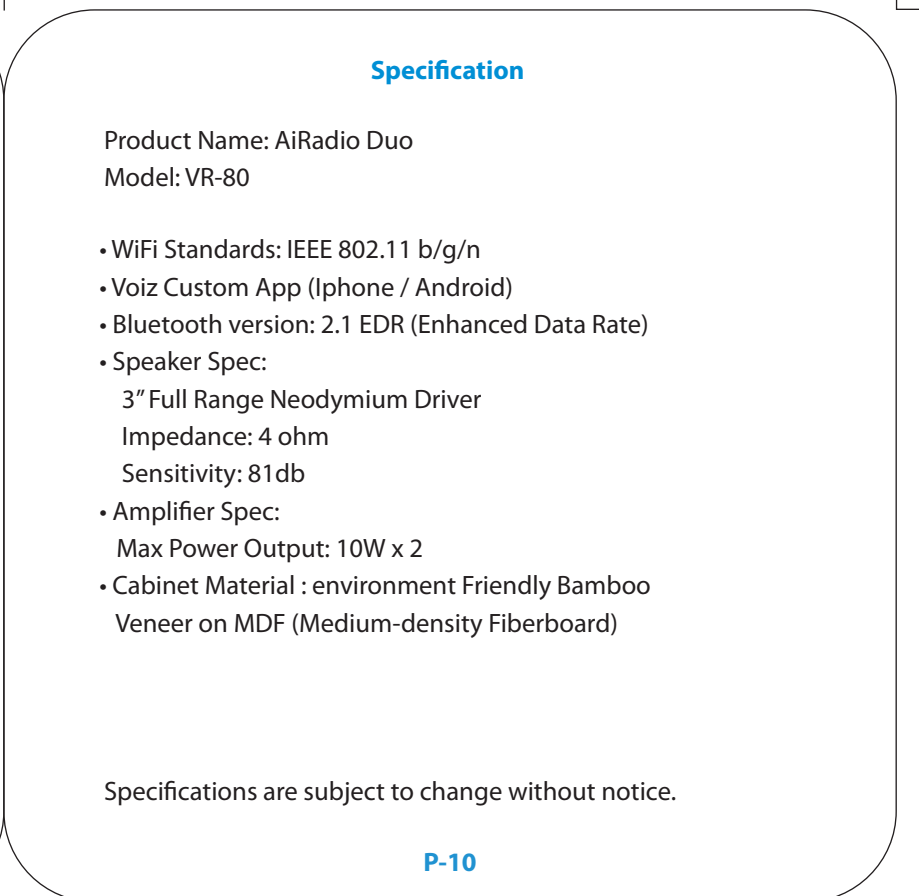 Specification
Product Name: AiRadio Duo
Model: VR-80
• WiFi Standards: IEEE 802.11 b/g/n
• Voiz Custom App (Iphone / Android)
• Bluetooth version: 2.1 EDR (Enhanced Data Rate)
• Speaker Spec:
3” Full Range Neodymium Driver
Impedance: 4 ohm
Sensitivity: 81db
• Amplifier Spec:
Max Power Output: 10W x 2
• Cabinet Material : environment Friendly Bamboo
Veneer on MDF (Medium-density Fiberboard)
Specifications are subject to change without notice.
P-10